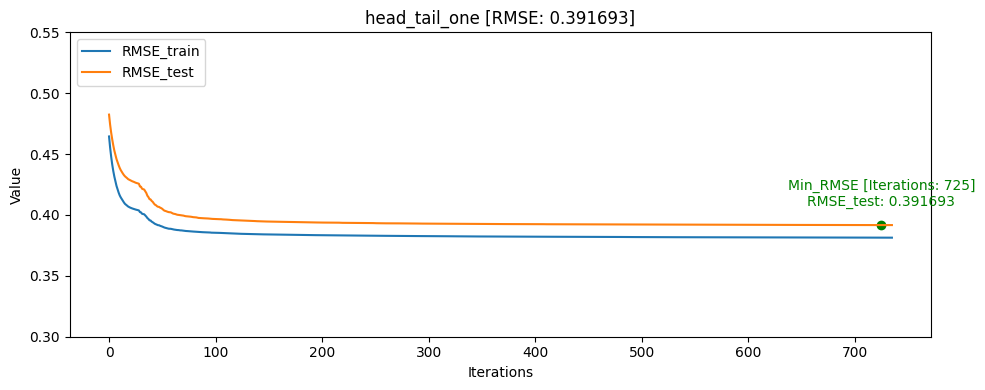 head_tail_one [RMSE: 0.391693]
RMSE_train
RMSE_test
Value
0.55
0.50
0.45
0.40
0.35
0.30
Min_RMSE [Iterations: 725]
RMSE_test: 0.391693
0 100 200 300 400 500 600 700
Iterations